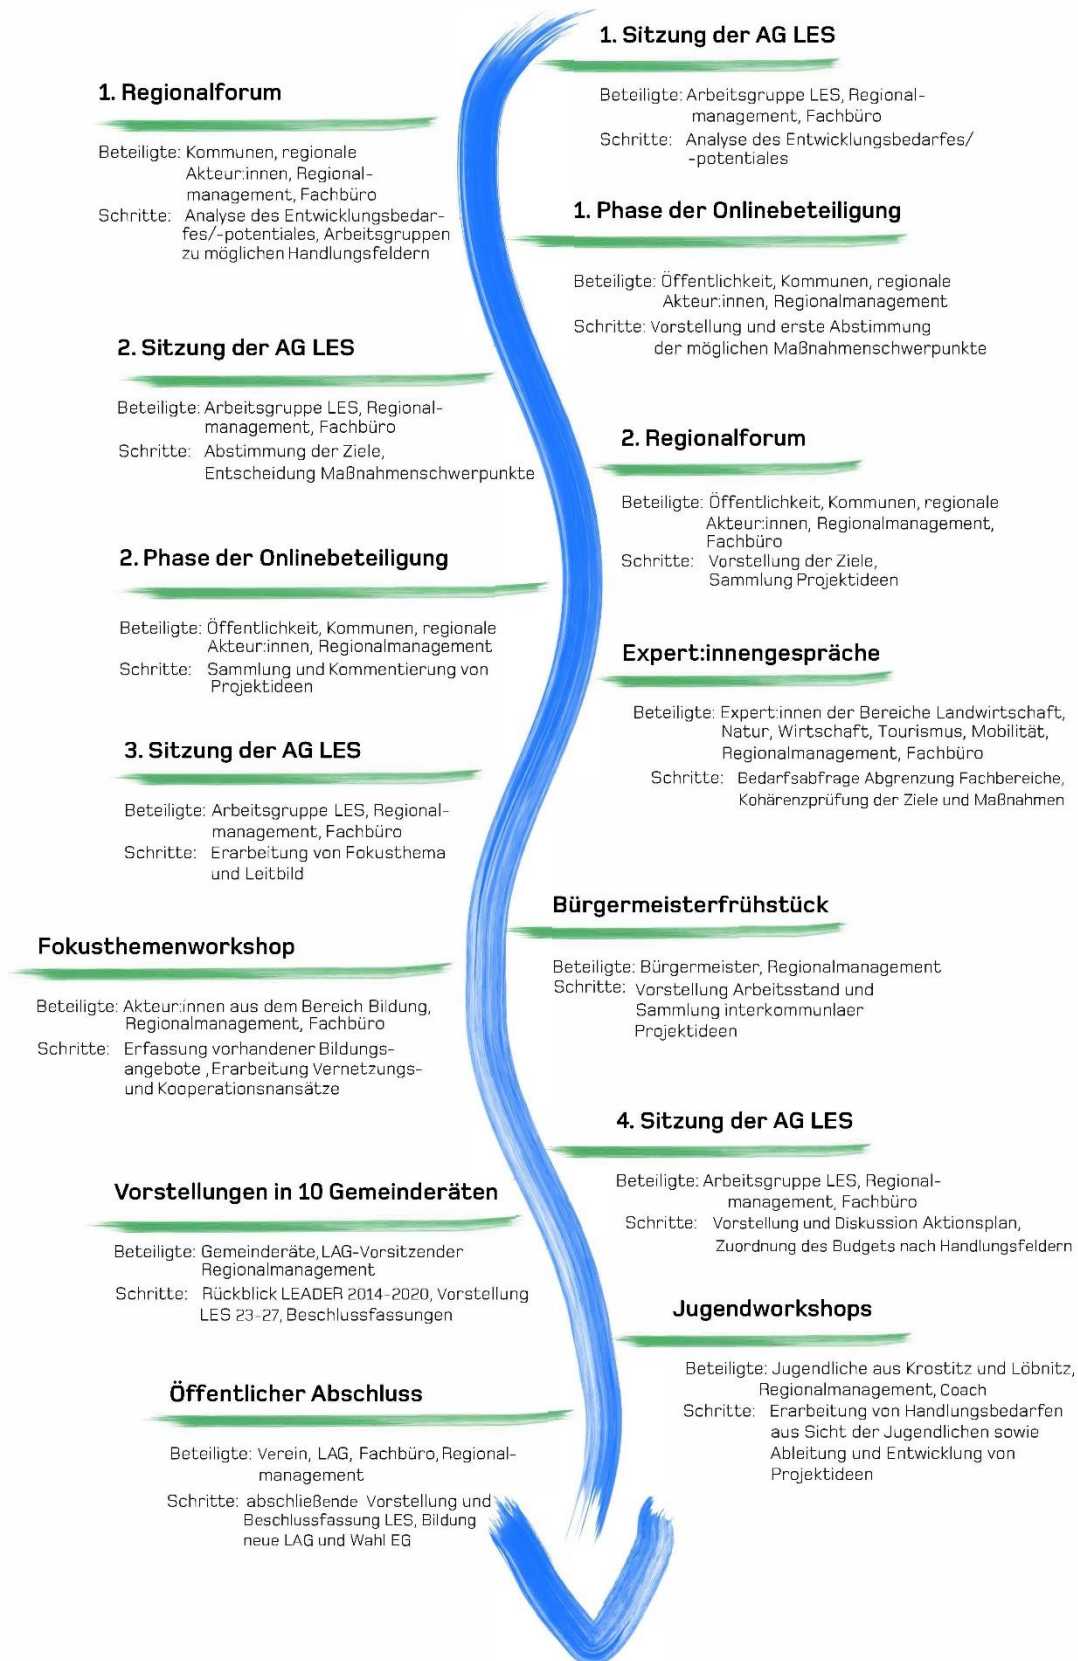 1. Sitzung der AG LES
Beteiligte: Arbeitsgruppe LES, Regional-
management, Fachbüro
Schritte: Analyse des Entwicklungsbedarfes/
-potentiales
1. Regionalforum
Beteiligte: Kommunen, regionale
Akteur:innen, Regional-
management, Fachbüro
Schritte: Analyse des Entwicklungsbedar-
fes/-potentiales, Arbeitsgruppen
zu möglichen Handlungsfeldern
1. Phase der Onlinebeteiligung
Beteiligte: Öffentlichkeit, Kommunen, regionale
Akteur:innen, Regionalmanagement
Schritte: Vorstellung und erste Abstimmung
der möglichen Maßnahmenschwerpunkte
2. Sitzung der AG LES
Beteiligte: Arbeitsgruppe LES, Regional-
management, Fachbüro
Schritte: Abstimmung der Ziele,
Entscheidung Maßnahmenschwerpunkte
2. Regionalforum
Beteiligte: Öffentlichkeit, Kommunen, regionale
Akteur:innen, Regionalmanagement,
Fachbüro
Schritte: Vorstellung der Ziele,
Sammlung Projektideen
2. Phase der Onlinebeteiligung
Beteiligte: Öffentlichkeit, Kommunen, regionale
Akteur:innen, Regionalmanagement
Schritte: Sammlung und Kommentierung von
Projektideen
Expert:innengespräche
Beteiligte: Expert:innen der Bereiche Landwirtschaft,
Natur, Wirtschaft, Tourismus, Mobilität,
Regionalmanagement, Fachbüro
Schritte: Bedarfsabfrage Abgrenzung Fachbereiche,
Kohärenzprüfung der Ziele und Maßnahmen
3. Sitzung der AG LES
Beteiligte: Arbeitsgruppe LES, Regional-
management, Fachbüro
Schritte: Erarbeitung von Fokusthema
und Leitbild
Bürgermeisterfrühstück
Beteiligte: Bürgermeister, Regionalmanagement
Schritte: Vorstellung Arbeitsstand und
Sammlung interkommunlaer
Projektideen
Fokusthemenworkshop
Beteiligte: Akteur:innen aus dem Bereich Bildung,
Regionalmanagement, Fachbüro
Schritte: Erfassung vorhandener Bildungs-
angebote ,Erarbeitung Vernetzungs-
und Kooperationsnansätze
4. Sitzung der AG LES
Beteiligte: Arbeitsgruppe LES, Regional-
management, Fachbüro
Schritte: Vorstellung und Diskussion Aktionsplan,
Zuordnung des Budgets nach Handlungsfeldern
Vorstellungen in 10 Gemeinderäten
Beteiligte: Gemeinderäte, LAG-Vorsitzender
Regionalmanagement
Schritte: Rückblick LEADER 2014-2020, Vorstellung
LES 23-27, Beschlussfassungen
Jugendworkshops
Beteiligte: Jugendliche aus Krostitz und Löbnitz,
Regionalmanagement, Coach
Schritte: Erarbeitung von Handlungsbedarfen
aus Sicht der Jugendlichen sowie
Ableitung und Entwicklung von
Projektideen
Öffentlicher Abschluss
Beteiligte: Verein, LAG, Fachbüro, Regional-
management
Schritte: abschließende Vorstellung und
Beschlussfassung LES, Bildung
neue LAG und Wahl EG